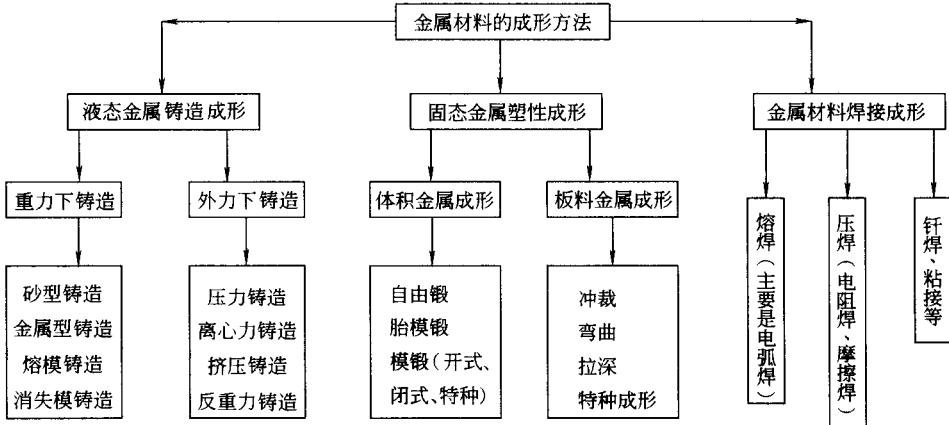 金属材料的成形方法
液态金属铸造成形
固态金属塑性成形
金属材料焊接成形
重力下铸造
外力下铸造
体积金属成形
板料金属成形
砂型铸造
金属型铸造
熔模铸造
消失模铸造
压力铸造
离心力铸造
挤压铸造
反重力铸造
自由锻
胎模锻
模锻(开式、
闭式、特种)
冲裁
弯曲
拉深
特种成形
熔焊(主要是电弧焊)
压焊(电阻焊、摩擦焊)
钎焊、粘接等